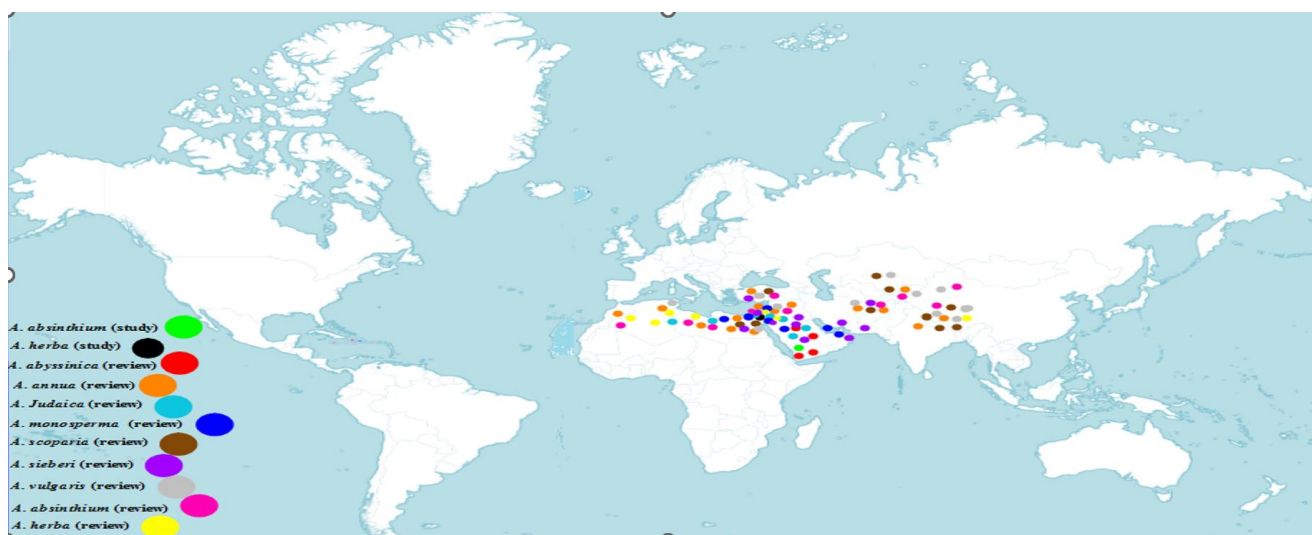 A. absinthium (study)
A. herba (study)
A. abyssinica (review)
A. annua (review)
A. Judaica (review)
A. monosperma (review)
A. scoparia (review)
A. sieberi (review)
A. vulgaris (review)
A. absinthium (review)
A. herba (review)